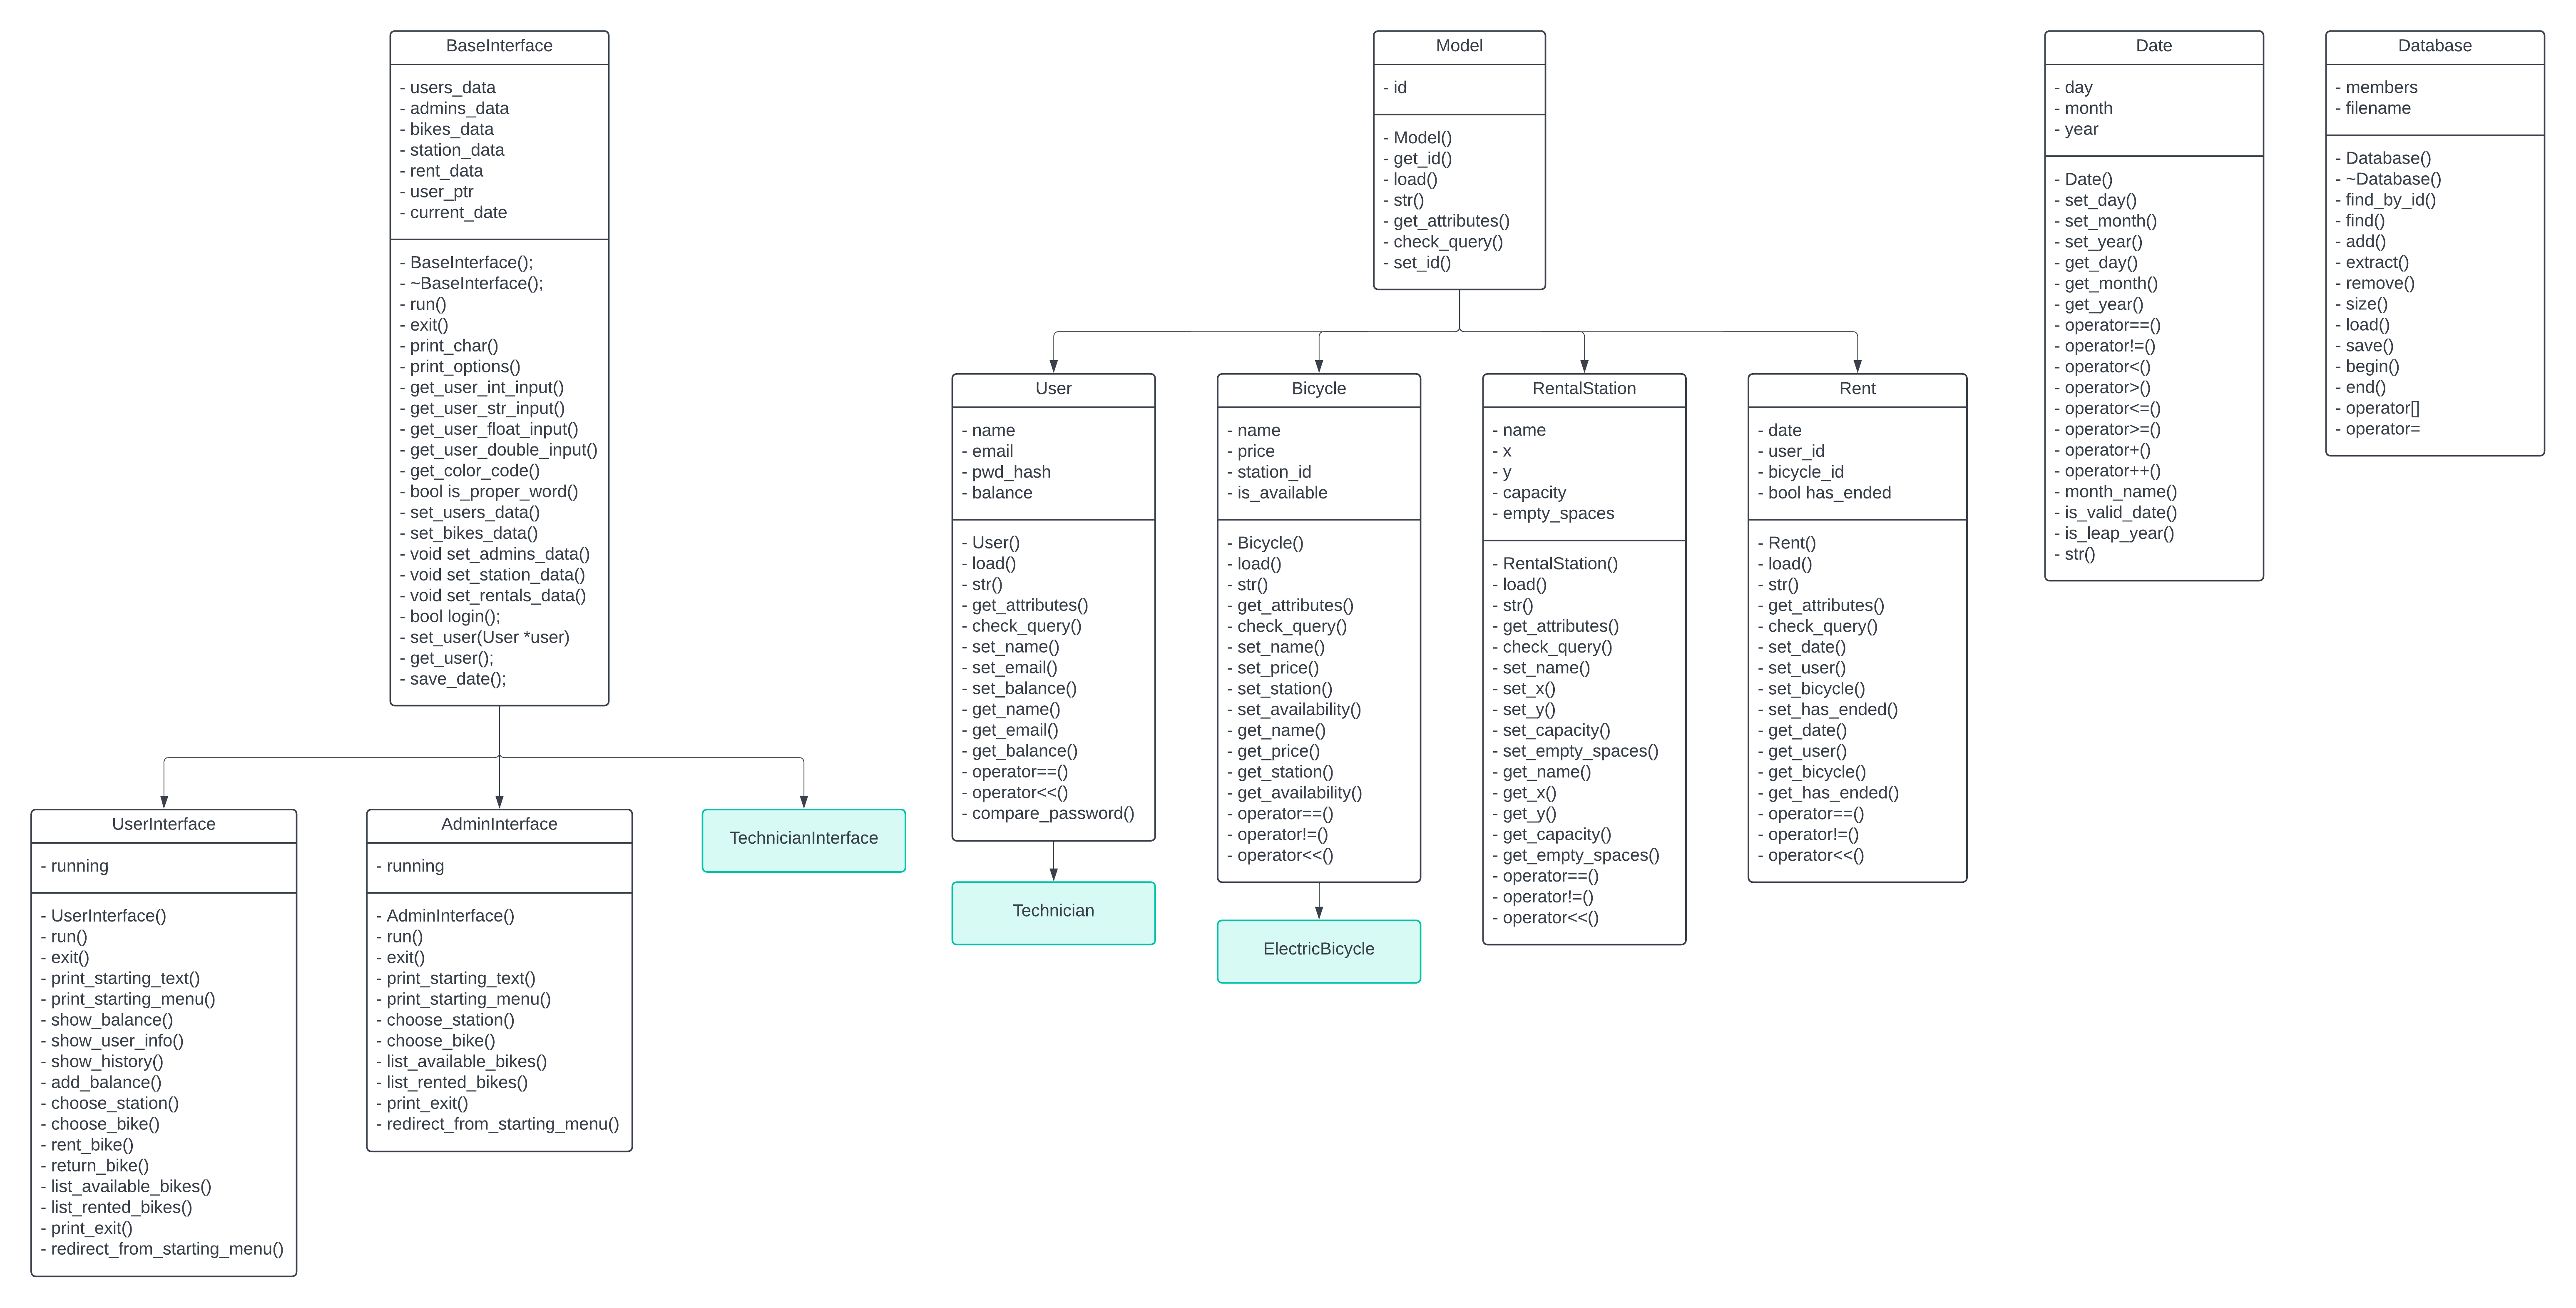 BaseInterface
- users_data
- admins_data
- bikes_data
- station_data
- rent_data
- user_ptr
- current_date
- BaseInterface();
- ~BaseInterface();
- run()
- exit()
- print_char()
- print_options()
- get_user_int_input()
- get_user_str_input()
- get_user_float_input()
- get_user_double_input()
- get_color_code()
- bool is_proper_word()
- set_users_data()
- set_bikes_data()
- void set_admins_data()
- void set_station_data()
- void set_rentals_data()
- bool login();
- set_user(User *user)
- get_user();
- save_date();
UserInterface
- running
- UserInterface()
- run()
- exit()
- print_starting_text()
- print_starting_menu()
- show_balance()
- show_user_info()
- show_history()
- add_balance()
- choose_station()
- choose_bike()
- rent_bike()
- return_bike()
- list_available_bikes()
- list_rented_bikes()
- print_exit()
- redirect_from_starting_menu()
AdminInterface
- running
- AdminInterface()
- run()
- exit()
- print_starting_text()
- print_starting_menu()
- choose_station()
- choose_bike()
- list_available_bikes()
- list_rented_bikes()
- print_exit()
- redirect_from_starting_menu()
TechnicianInterface
Model
- id
- Model()
- get_id()
- load()
- str()
- get_attributes()
- check_query()
- set_id()
User
- name
- email
- pwd_hash
- balance
- User()
- load()
- str()
- get_attributes()
- check_query()
- set_name()
- set_email()
- set_balance()
- get_name()
- get_email()
- get_balance()
- operator==()
- operator<<()
- compare_password()
Technician
Bicycle
- name
- price
- station_id
- is_available
- Bicycle()
- load()
- str()
- get_attributes()
- check_query()
- set_name()
- set_price()
- set_station()
- set_availability()
- get_name()
- get_price()
- get_station()
- get_availability()
- operator==()
- operator!=()
- operator<<()
ElectricBicycle
RentalStation
- name
- x
- y
- capacity
- empty_spaces
- RentalStation()
- load()
- str()
- get_attributes()
- check_query()
- set_name()
- set_x()
- set_y()
- set_capacity()
- set_empty_spaces()
- get_name()
- get_x()
- get_y()
- get_capacity()
- get_empty_spaces()
- operator==()
- operator!=()
- operator<<()
Rent
- date
- user_id
- bicycle_id
- bool has_ended
- Rent()
- load()
- str()
- get_attributes()
- check_query()
- set_date()
- set_user()
- set_bicycle()
- set_has_ended()
- get_date()
- get_user()
- get_bicycle()
- get_has_ended()
- operator==()
- operator!=()
- operator<<()
Date
- day
- month
- year
- Date()
- set_day()
- set_month()
- set_year()
- get_day()
- get_month()
- get_year()
- operator==()
- operator!=()
- operator<()
- operator>()
- operator<=()
- operator>=()
- operator+()
- operator++()
- month_name()
- is_valid_date()
- is_leap_year()
- str()
Database
- members
- filename
- Database()
- ~Database()
- find_by_id()
- find()
- add()
- extract()
- remove()
- size()
- load()
- save()
- begin()
- end()
- operator[]
- operator=